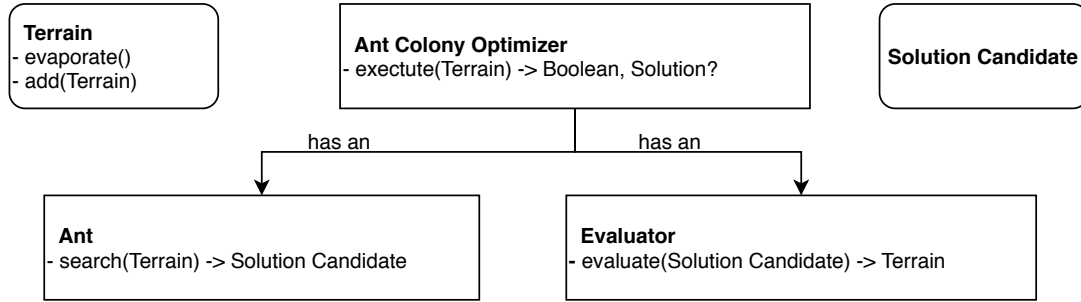 Terrain
- evaporate()
- add(Terrain)
Ant Colony Optimizer
- exectute(Terrain) -> Boolean, Solution?
Solution Candidate
has an
has an
Ant
- search(Terrain) -> Solution Candidate
Evaluator
- evaluate(Solution Candidate) -> Terrain